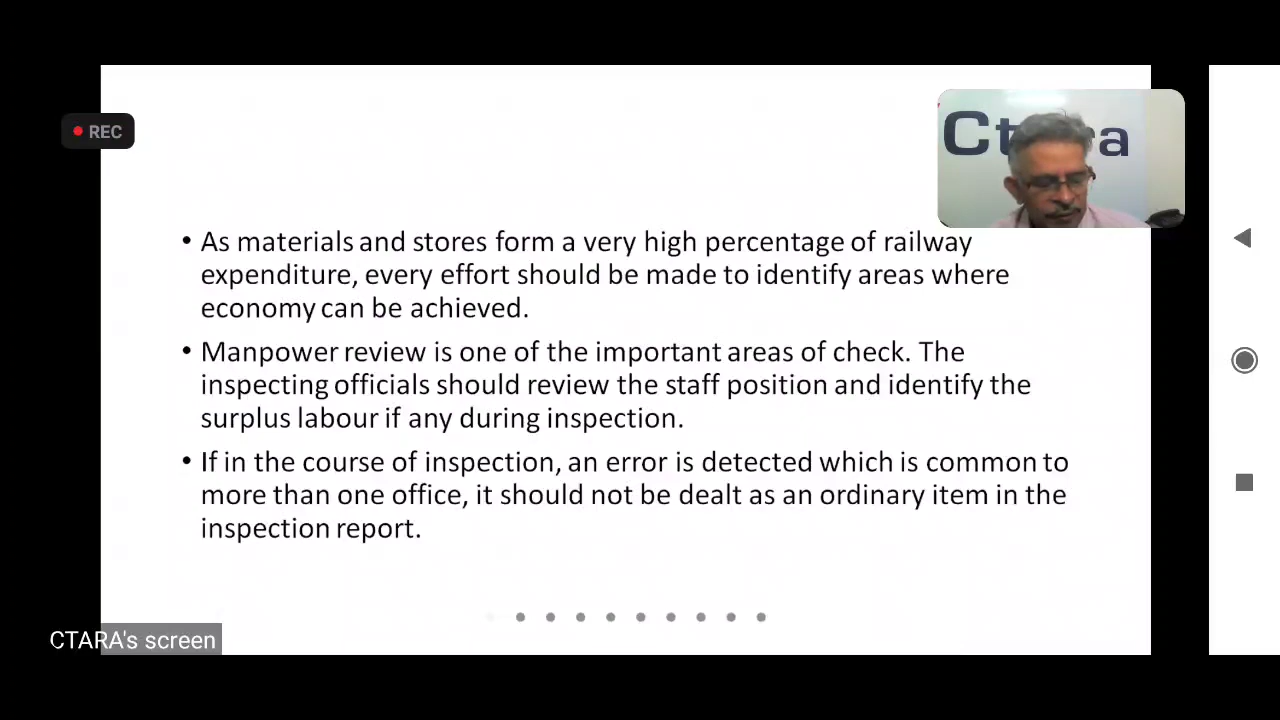 REC
Ct a
• As materials and stores form a very high percentage of railway
expenditure, every effort should be made to identify areas where
economy can be achieved.
• Manpower review is one of the important areas of check. The
inspecting officials should review the staff position and identify the
surplus labour if any during inspection.
• If in the course of inspection, an error is detected which is common to
more than one office, it should not be dealt as an ordinary item in the
inspection report.
CTARA's screen